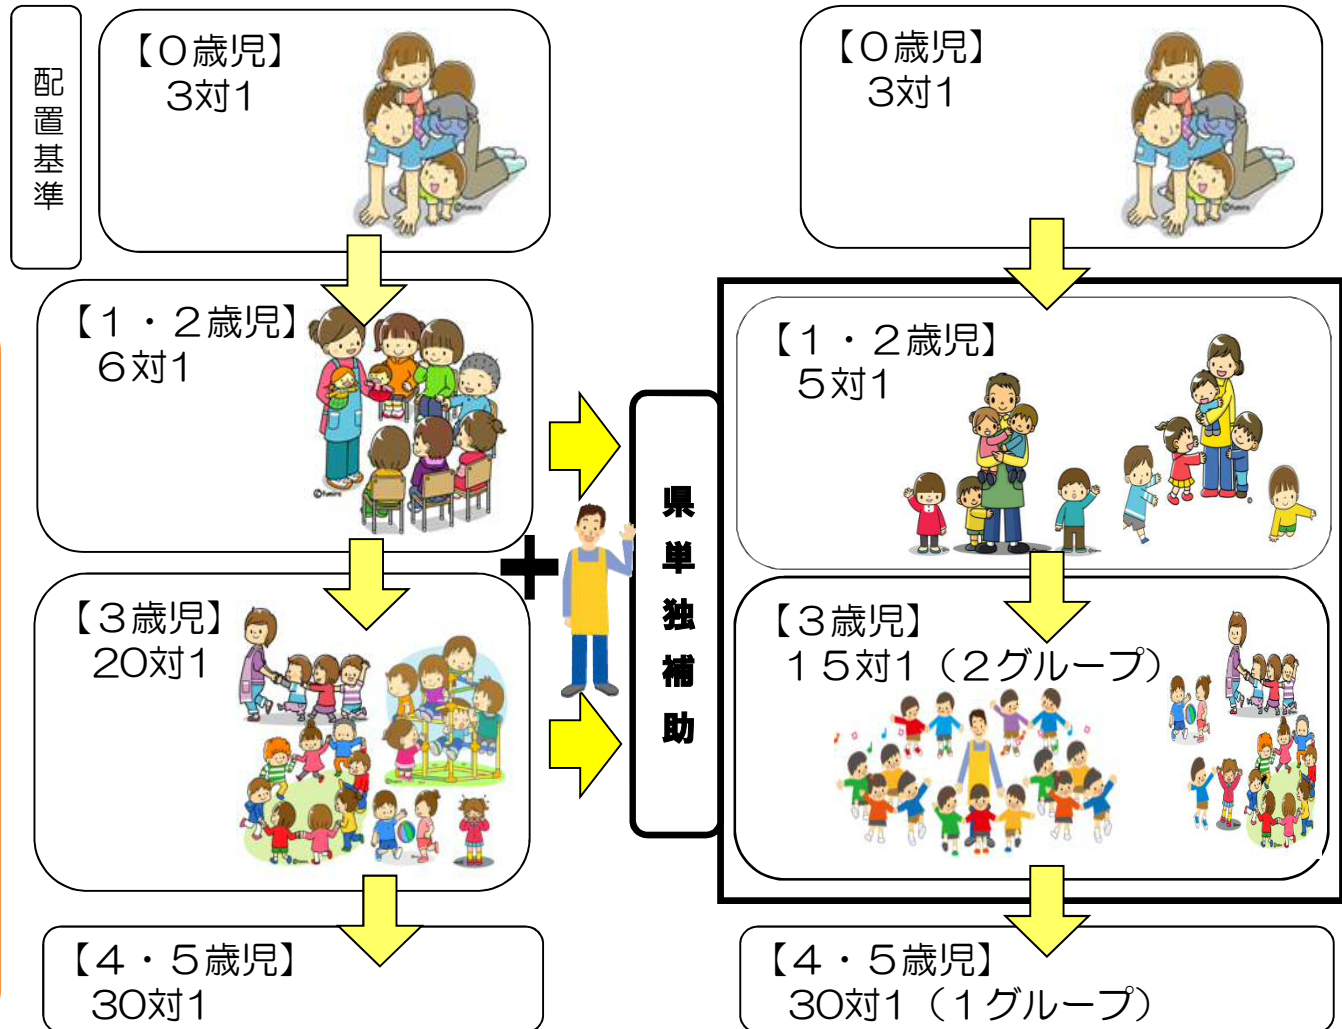 配置基準
【０歳児】
3対1
【１・２歳児】
６対1
【３歳児】
20対1
【４・５歳児】
30対1
県単独補助
【０歳児】
3対1
【１・２歳児】
５対1
【３歳児】
１５対1（２グループ）
【４・５歳児】
30対1（１グループ）